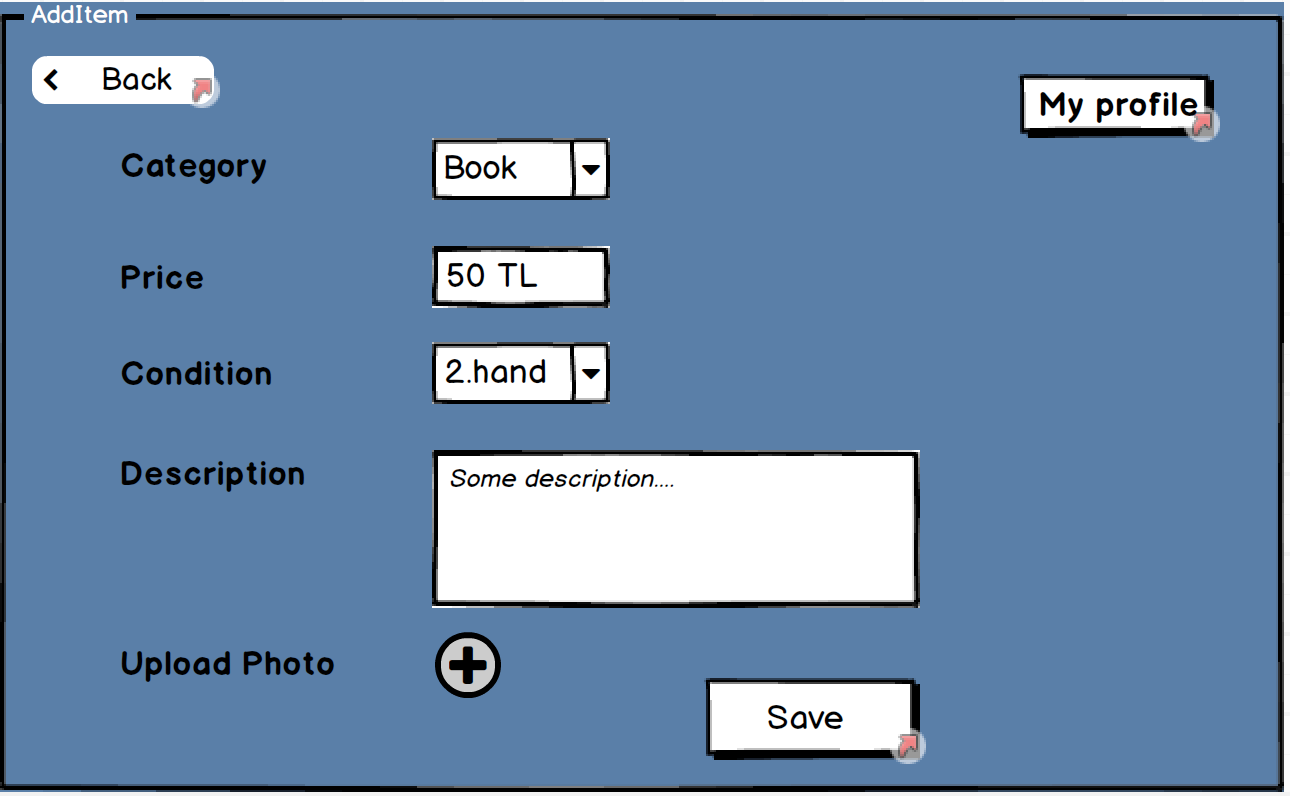 AddItem
Back
My profile
Category
Book
Price
50 TL
Condition
2.hand
Description
Some description....
Upload Photo
Save